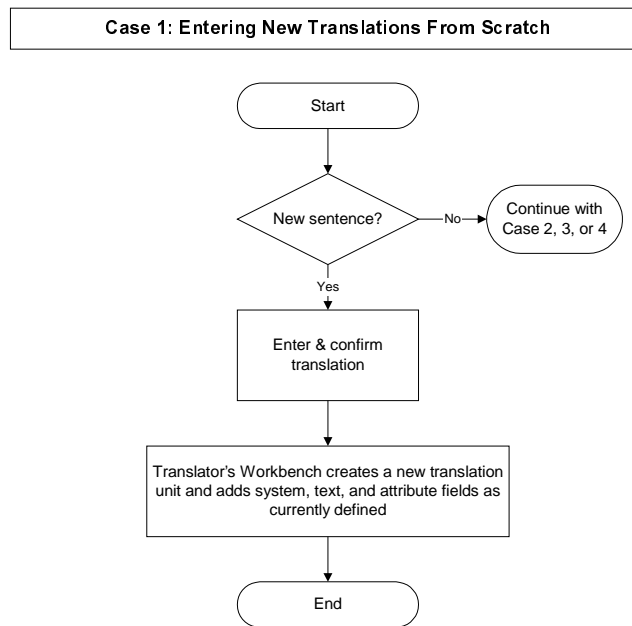 Case 1: Entering New Translations From Scratch
Start
New sentence?
No
Continue with
Case 2, 3, or 4
Yes
Enter & confirm
translation
Translator's Workbench creates a new translation
unit and adds system, text, and attribute fields as
currently defined
End